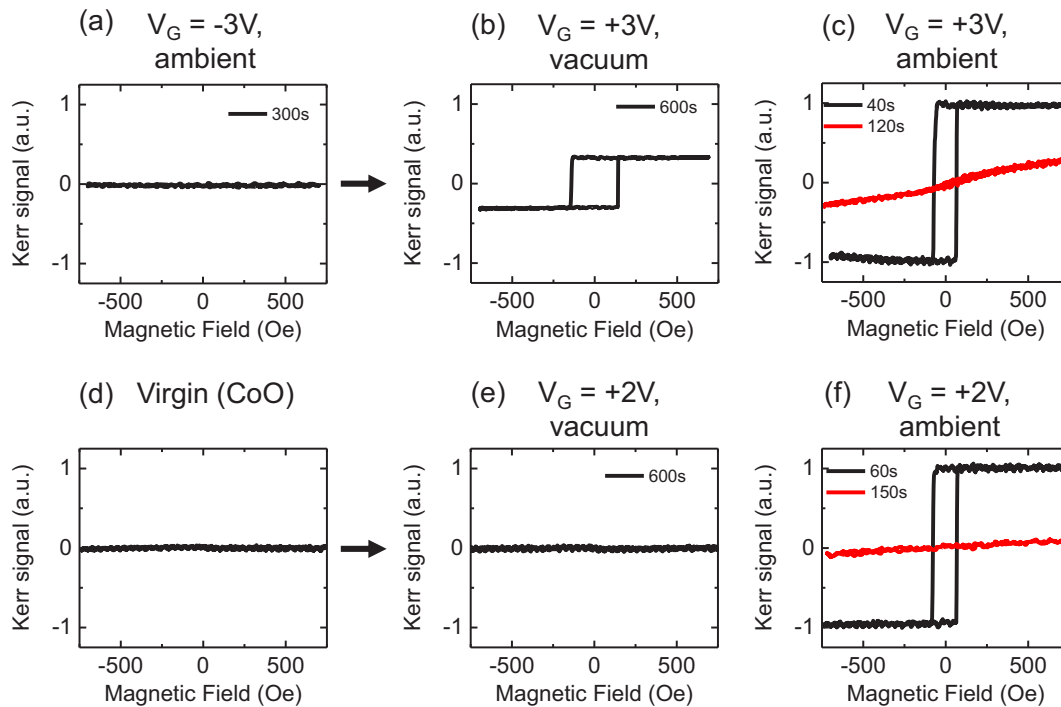 (a) V_G = -3V,
ambient
300s
Kerr signal (a.u.)
1
0
-1
-500 0 500
Magnetic Field (Oe)
(b) V_G = +3V,
vacuum
600s
Kerr signal (a.u.)
1
0
-1
-500 0 500
Magnetic Field (Oe)
(c) V_G = +3V,
ambient
40s
120s
Kerr signal (a.u.)
1
0
-1
-500 0 500
Magnetic Field (Oe)
(d) Virgin (CoO)
Kerr signal (a.u.)
1
0
-1
-500 0 500
Magnetic Field (Oe)
(e) V_G = +2V,
vacuum
600s
Kerr signal (a.u.)
1
0
-1
-500 0 500
Magnetic Field (Oe)
(f) V_G = +2V,
ambient
60s
150s
Kerr signal (a.u.)
1
0
-1
-500 0 500
Magnetic Field (Oe)